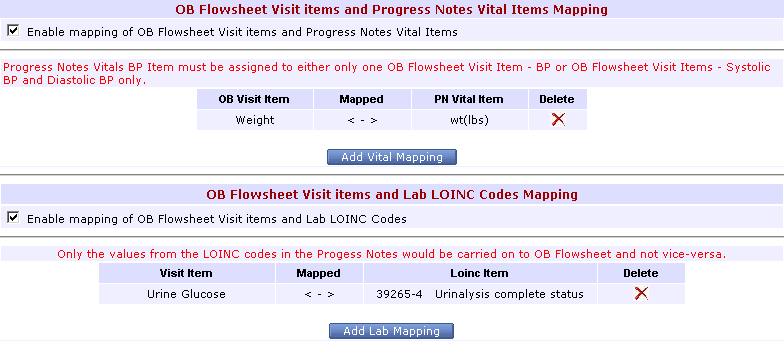 OB Flowsheet Visit items and Progress Notes Vital Items Mapping
Enable mapping of OB Flowsheet Visit items and Progress Notes Vital Items
Progress Notes Vitals BP Item must be assigned to either only one OB Flowsheet Visit Item - BP or OB Flowsheet Visit Items - Systolic
BP and Diastolic BP only.
OB Visit Item Mapped PN Vital Item Delete
Weight < - > wt(lbs)
Add Vital Mapping
OB Flowsheet Visit items and Lab LOINC Codes Mapping
Enable mapping of OB Flowsheet Visit items and Lab LOINC Codes
Only the values from the LOINC codes in the Progess Notes would be carried on to OB Flowsheet and not vice-versa.
Visit Item Mapped Loinc Item Delete
Urine Glucose < - > 39265-4 Urinalysis complete status
Add Lab Mapping